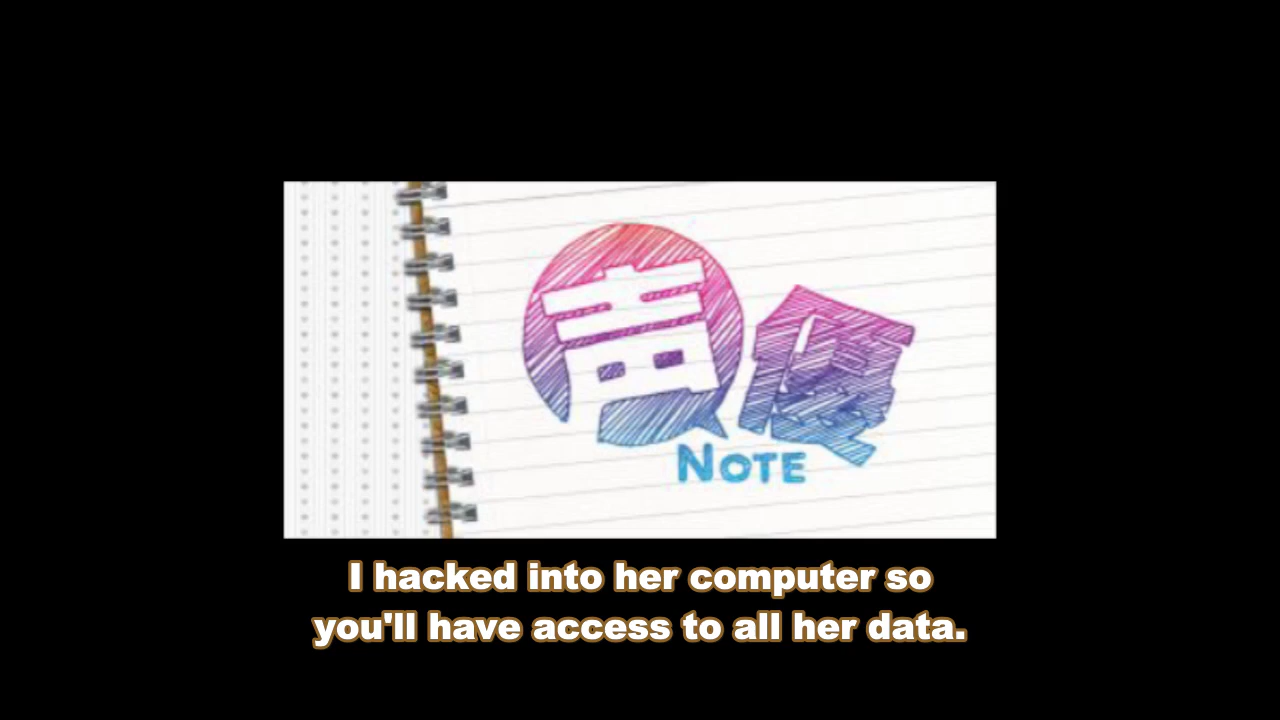 声優
NOTE
I hacked into her computer so
you'll have access to all her data.